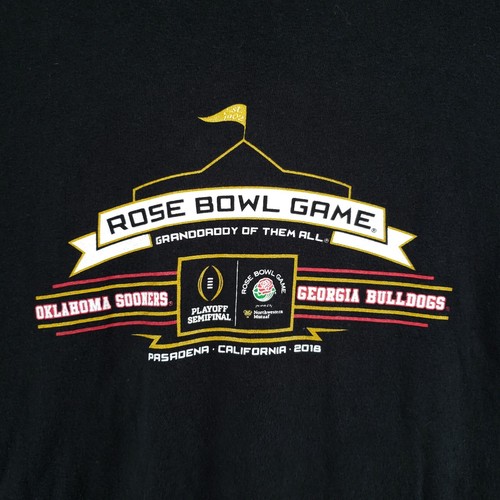 EST. 1902
ROSE BOWL GAME®
GRANDDADDY OF THEM ALL®
OKLAHOMA SOONERS®
PLAYOFF
SEMIFINAL
ROSE BOWL GAME
Northwestern
Mutual
GEORGIA BULLDOGS®
PASADENA · CALIFORNIA · 2018